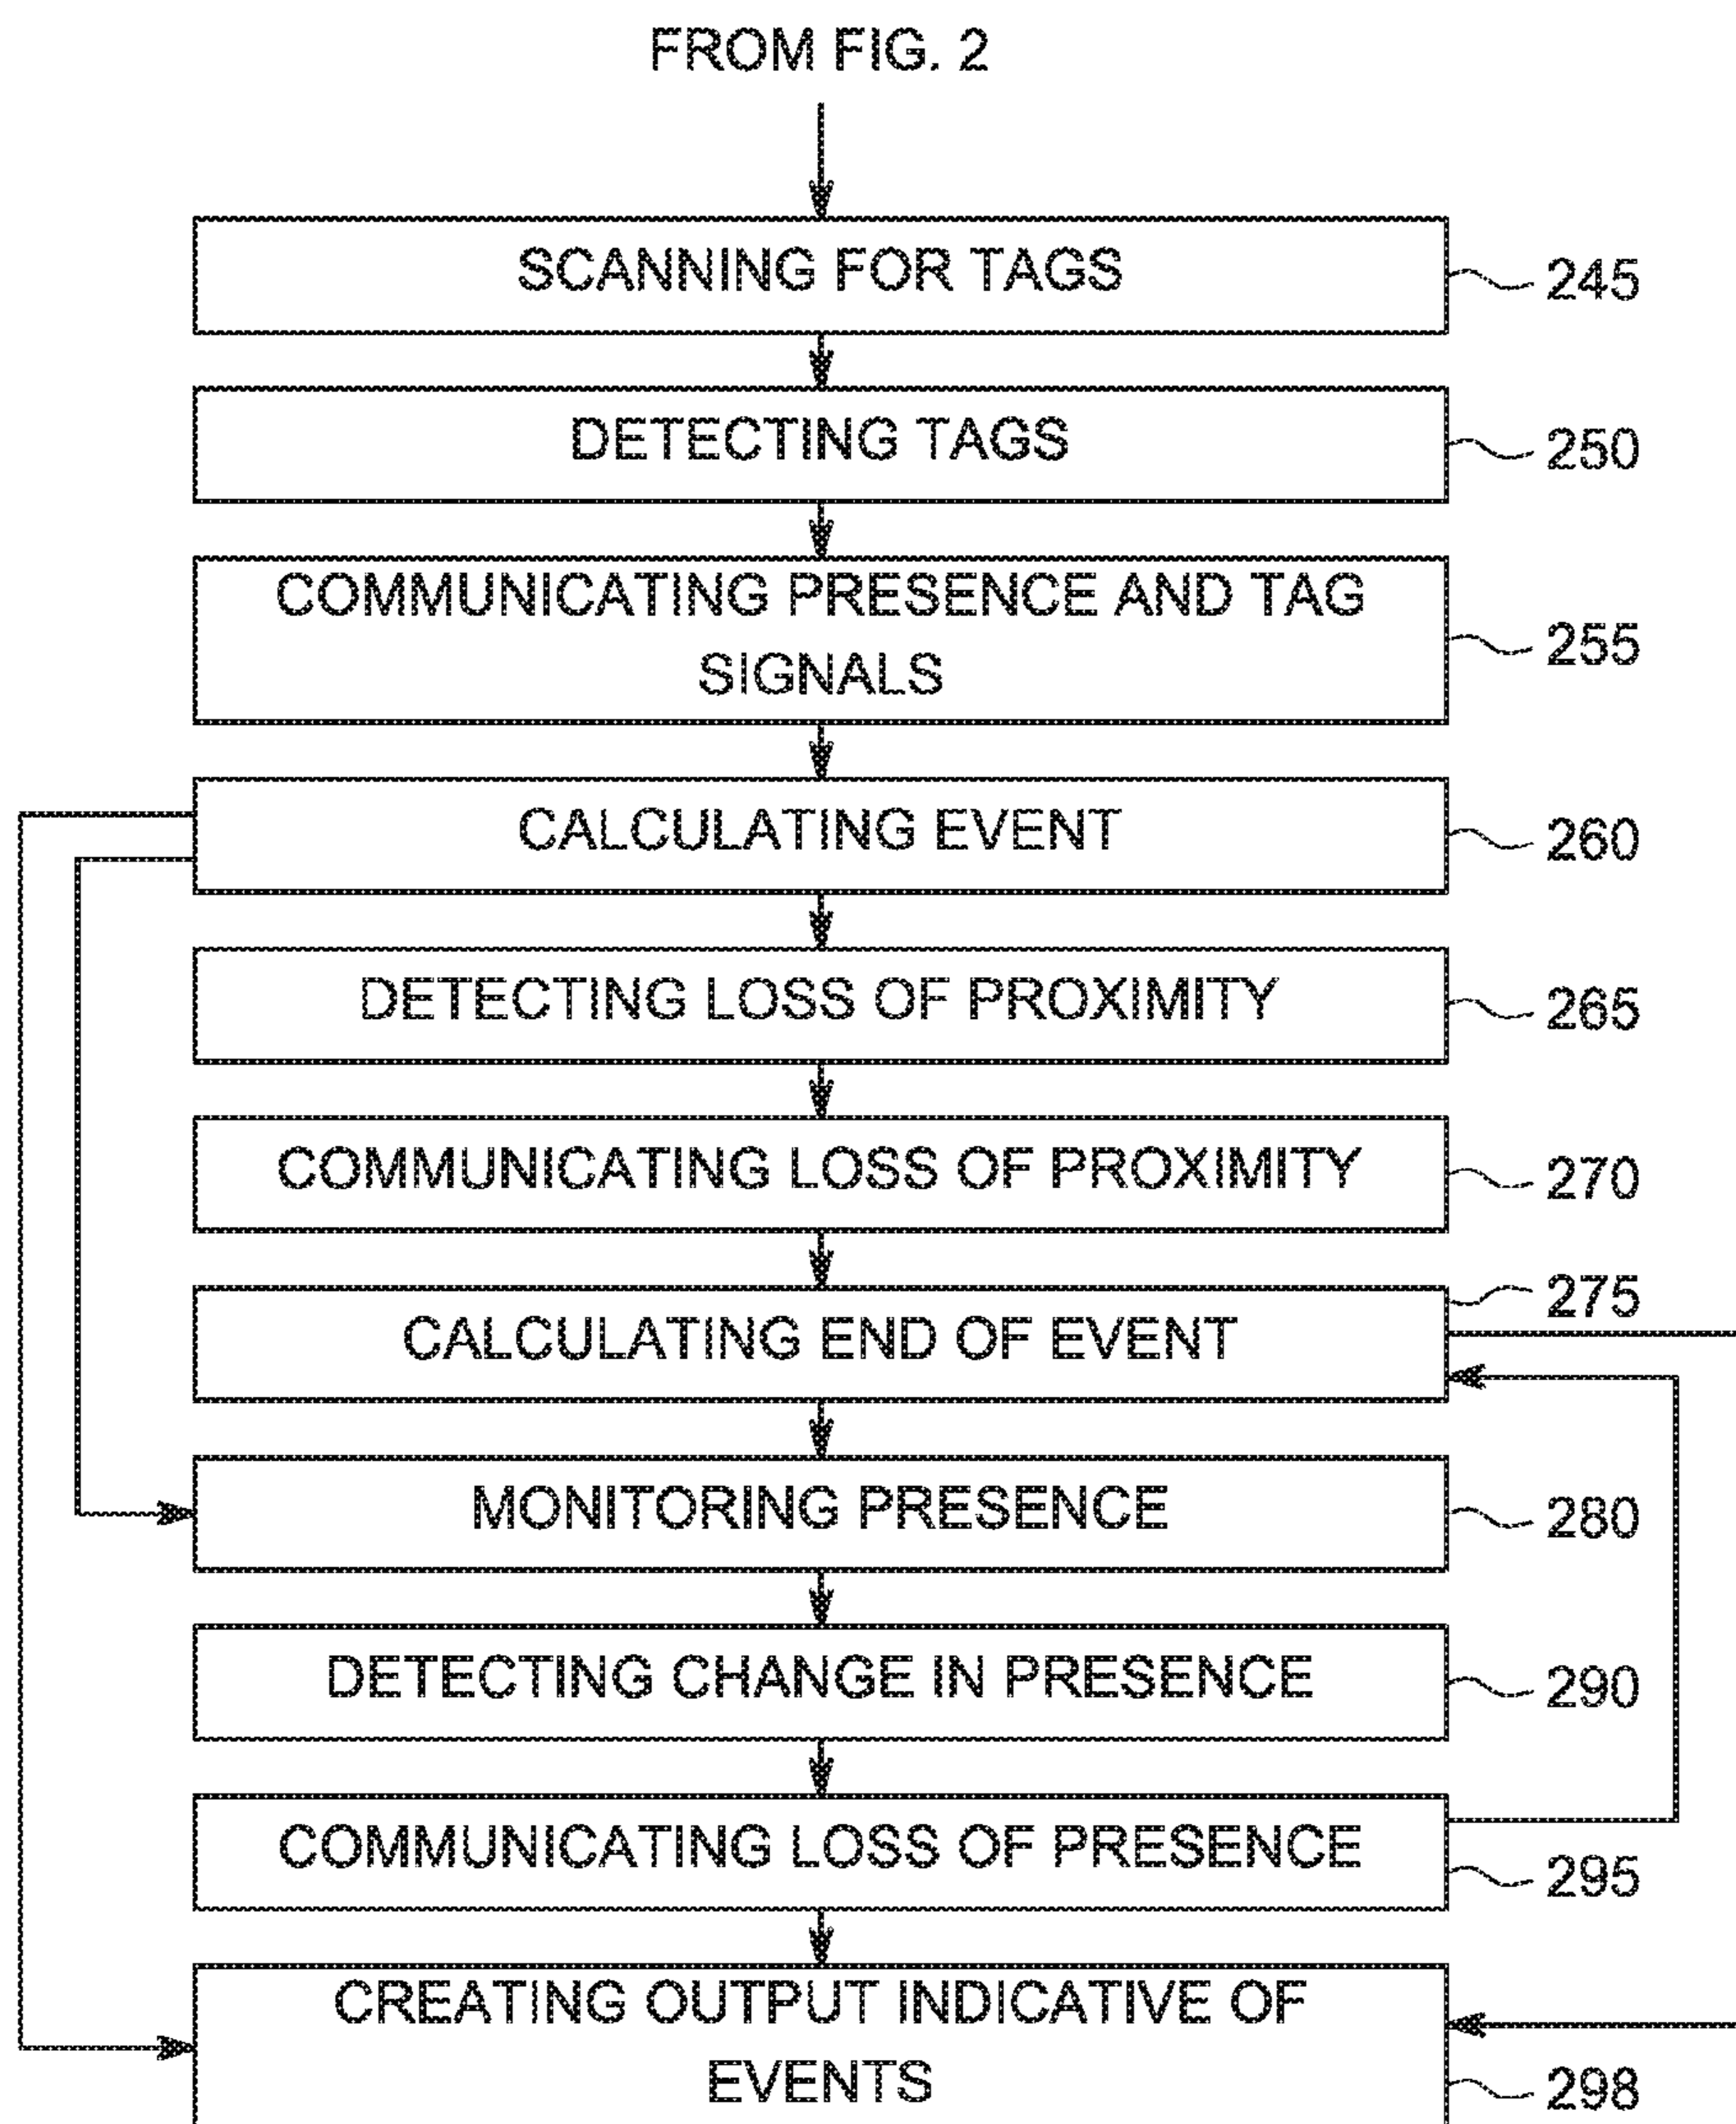 FROM FIG. 2
SCANNING FOR TAGS
245
DETECTING TAGS
250
COMMUNICATING PRESENCE AND TAG
SIGNALS
255
CALCULATING EVENT
260
DETECTING LOSS OF PROXIMITY
265
COMMUNICATING LOSS OF PROXIMITY
270
CALCULATING END OF EVENT
275
MONITORING PRESENCE
280
DETECTING CHANGE IN PRESENCE
290
COMMUNICATING LOSS OF PRESENCE
295
CREATING OUTPUT INDICATIVE OF
EVENTS
298